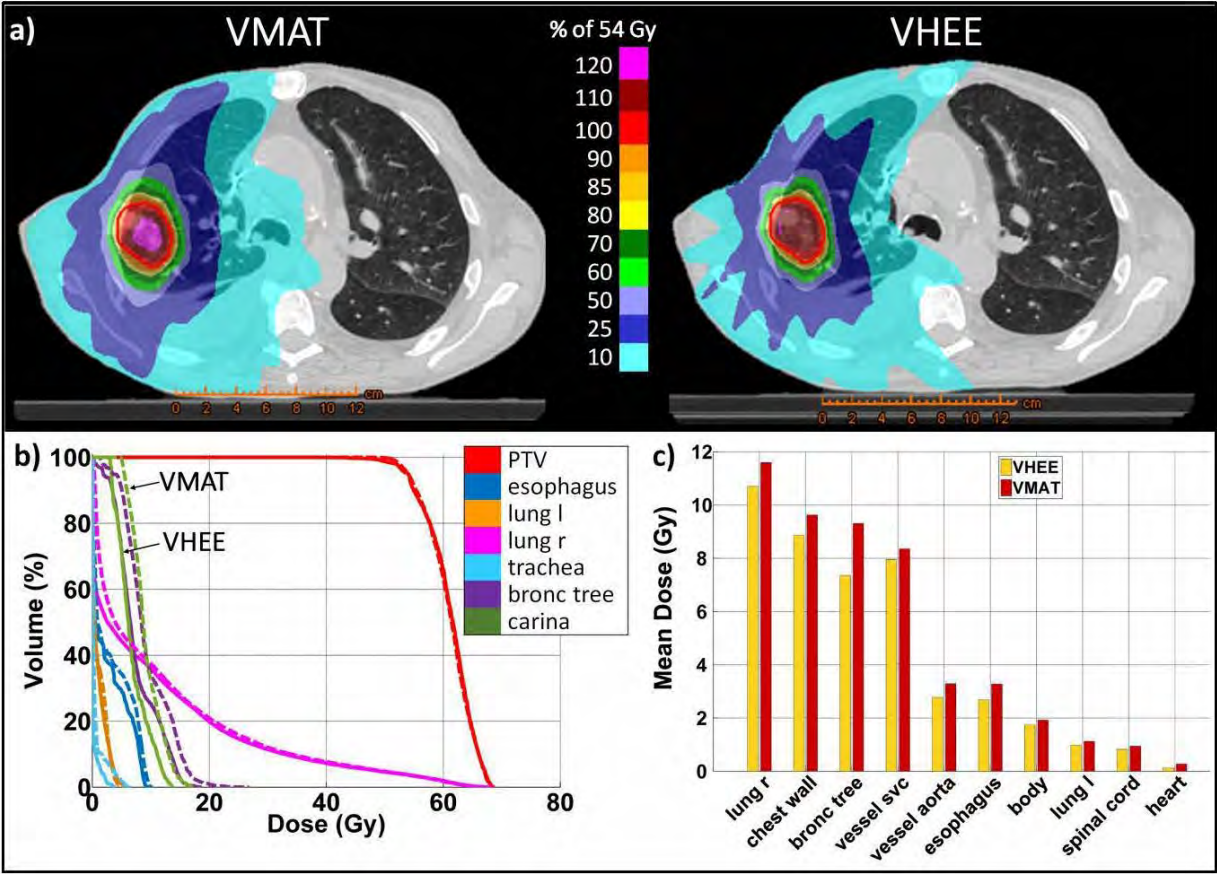 a)
VMAT
% of 54 Gy
VHEE
120
110
100
90
85
80
70
60
50
25
10
0 2 4 6 8 10 12 cm
0 2 4 6 8 10 12 cm
b)
VMAT
VHEE
PTV
esophagus
lung l
lung r
trachea
bronc tree
carina
100
80
60
40
20
0
Volume (%)
0 20 40 60 80
Dose (Gy)
c)
VHEE
VMAT
12
10
8
6
4
2
0
Mean Dose (Gy)
lung r
chest wall
bronc tree
vessel svc
vessel aorta
esophagus
body
lung l
spinal cord
heart